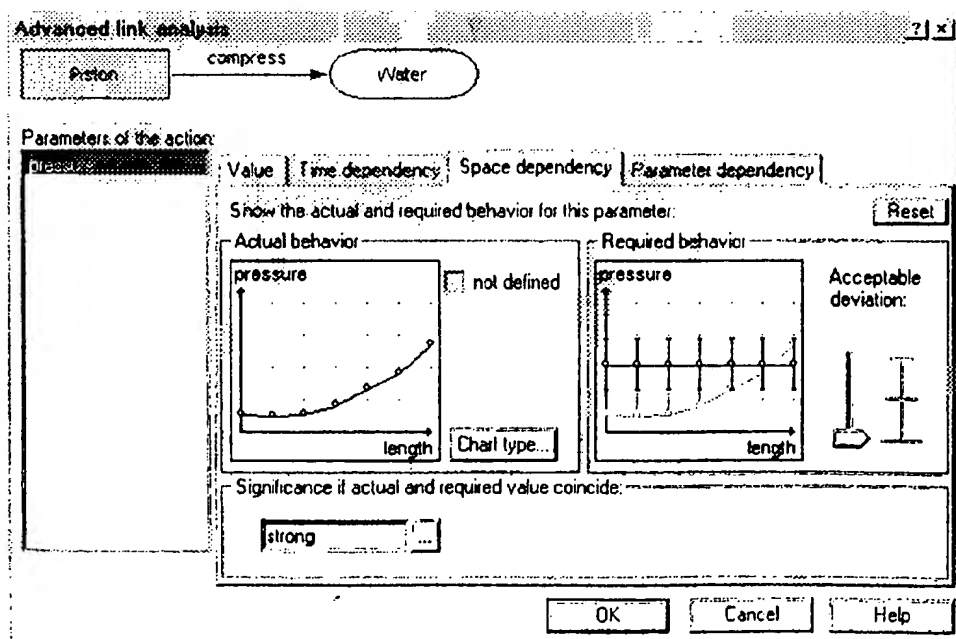 Advanced link analysis
? x
compress
Piston
Water
Parameters of the action:
Value Time dependency Space dependency Parameter dependency
Show the actual and required behavior for this parameter:
Reset
Actual behavior
Required behavior
pressure
not defined
pressure
Acceptable
deviation:
length
Chart type...
length
Significance if actual and required value coincide:
strong
...
OK
Cancel
Help